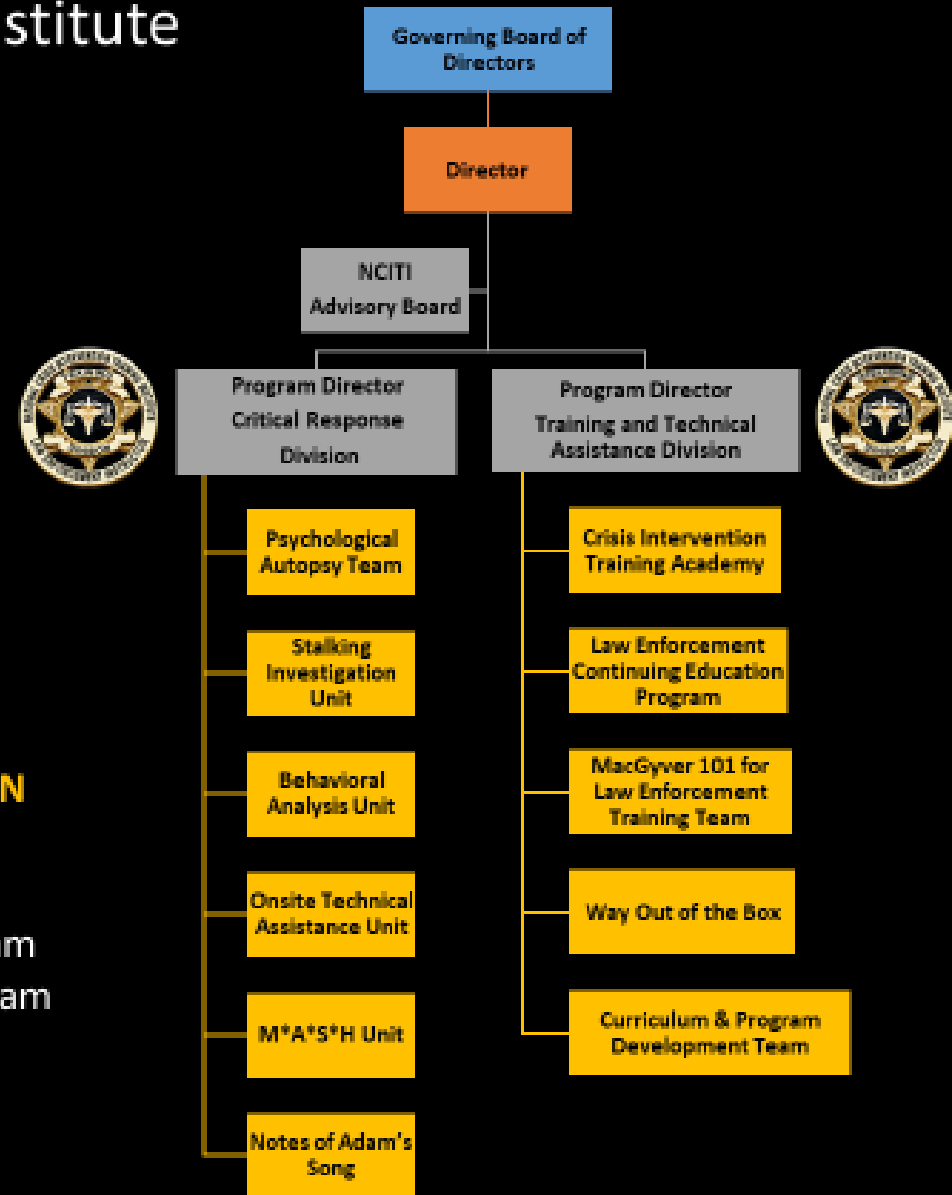 stitute
Governing Board of
Directors
Director
NCITI
Advisory Board
Program Director
Critical Response
Division
Program Director
Training and Technical
Assistance Division
Psychological
Autopsy Team
Stalking
Investigation
Unit
Behavioral
Analysis Unit
Onsite Technical
Assistance Unit
M*A*S*H Unit
Notes of Adam's
Song
Crisis Intervention
Training Academy
Law Enforcement
Continuing Education
Program
MacGyver 101 for
Law Enforcement
Training Team
Way Out of the Box
Curriculum & Program
Development Team
N
am
am